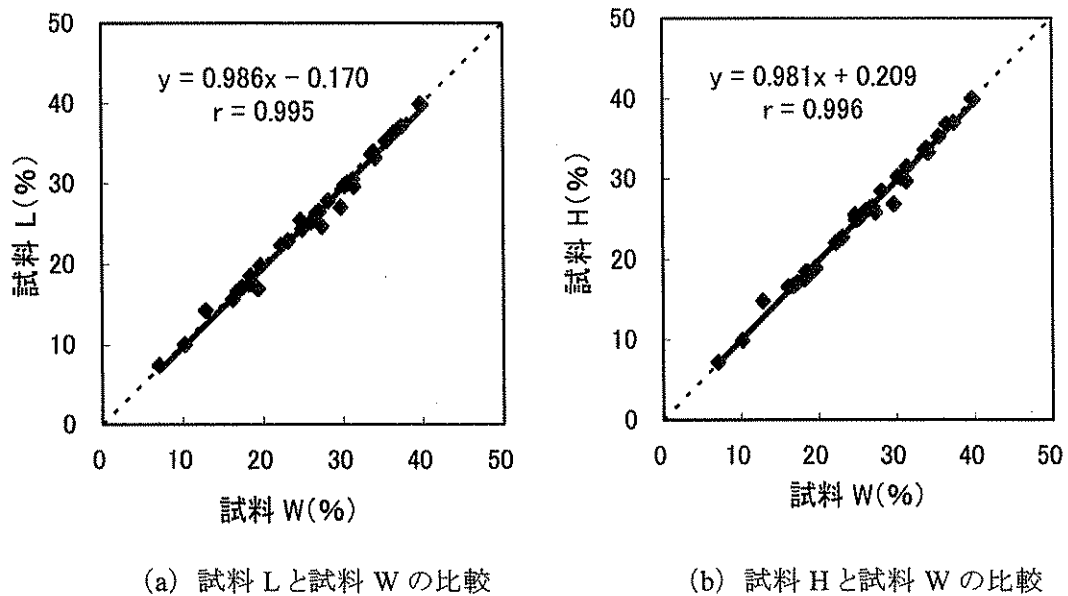 50
40
30
20
10
0
y = 0.986x − 0.170
r = 0.995
試料 L(%)
0 10 20 30 40 50
試料 W(%)
(a) 試料 L と試料 W の比較
50
40
30
20
10
0
y = 0.981x + 0.209
r = 0.996
試料 H(%)
0 10 20 30 40 50
試料 W(%)
(b) 試料 H と試料 W の比較